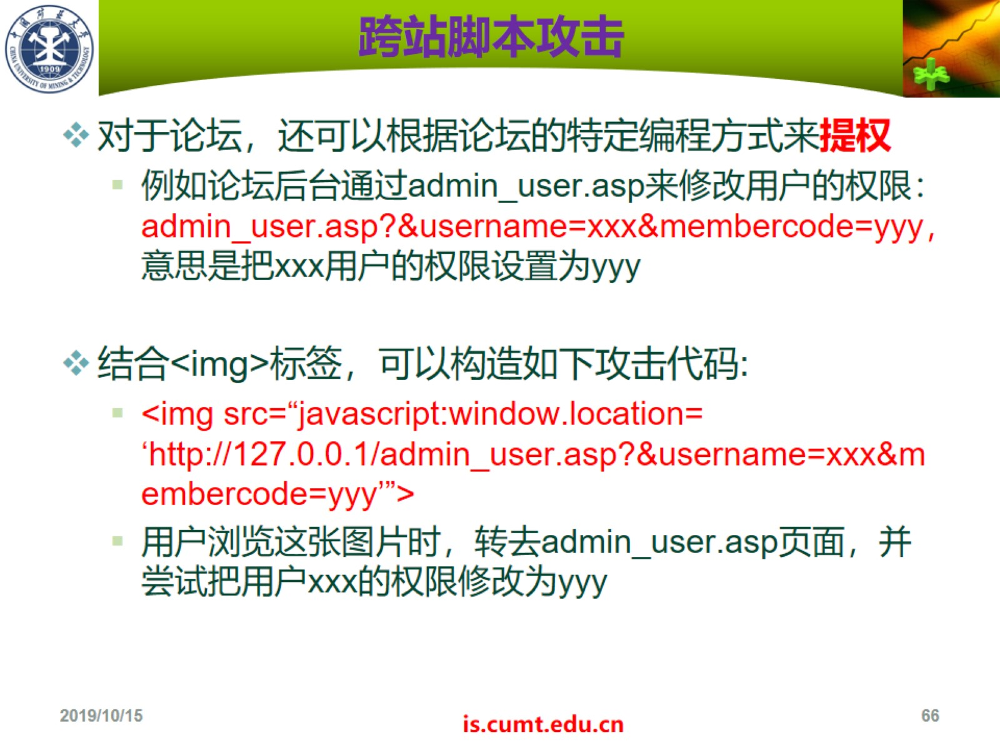 中国矿业大学
CHINA UNIVERSITY OF MINING & TECHNOLOGY
1909
跨站脚本攻击
对于论坛，还可以根据论坛的特定编程方式来提权
例如论坛后台通过admin_user.asp来修改用户的权限：
admin_user.asp?&username=xxx&membercode=yyy，
意思是把xxx用户的权限设置为yyy
结合<img>标签，可以构造如下攻击代码:
<img src=“javascript:window.location=
‘http://127.0.0.1/admin_user.asp?&username=xxx&m
embercode=yyy’”>
用户浏览这张图片时，转去admin_user.asp页面，并
尝试把用户xxx的权限修改为yyy
2019/10/15
is.cumt.edu.cn
66